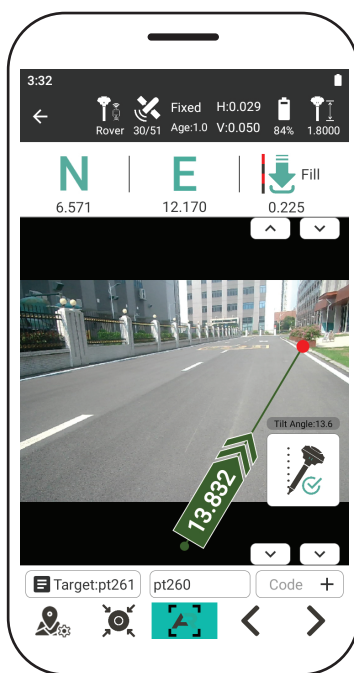 3:32
Fixed H:0.029
Rover 30/51 Age:1.0 V:0.050 84% 1.8000
N E Fill
6.571 12.170 0.225
Tilt Angle:13.6
13.832
Target:pt261 pt260 Code +